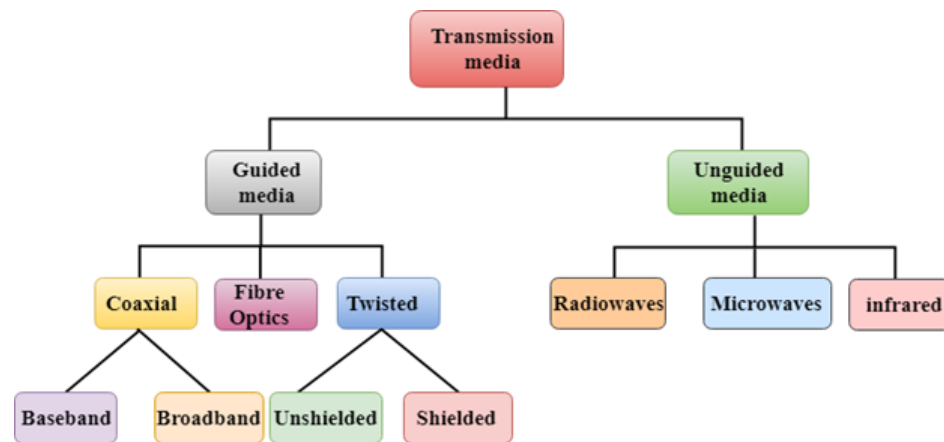 Transmission
media
Guided
media
Unguided
media
Coaxial
Fibre
Optics
Twisted
Radiowaves
Microwaves
infrared
Baseband
Broadband
Unshielded
Shielded